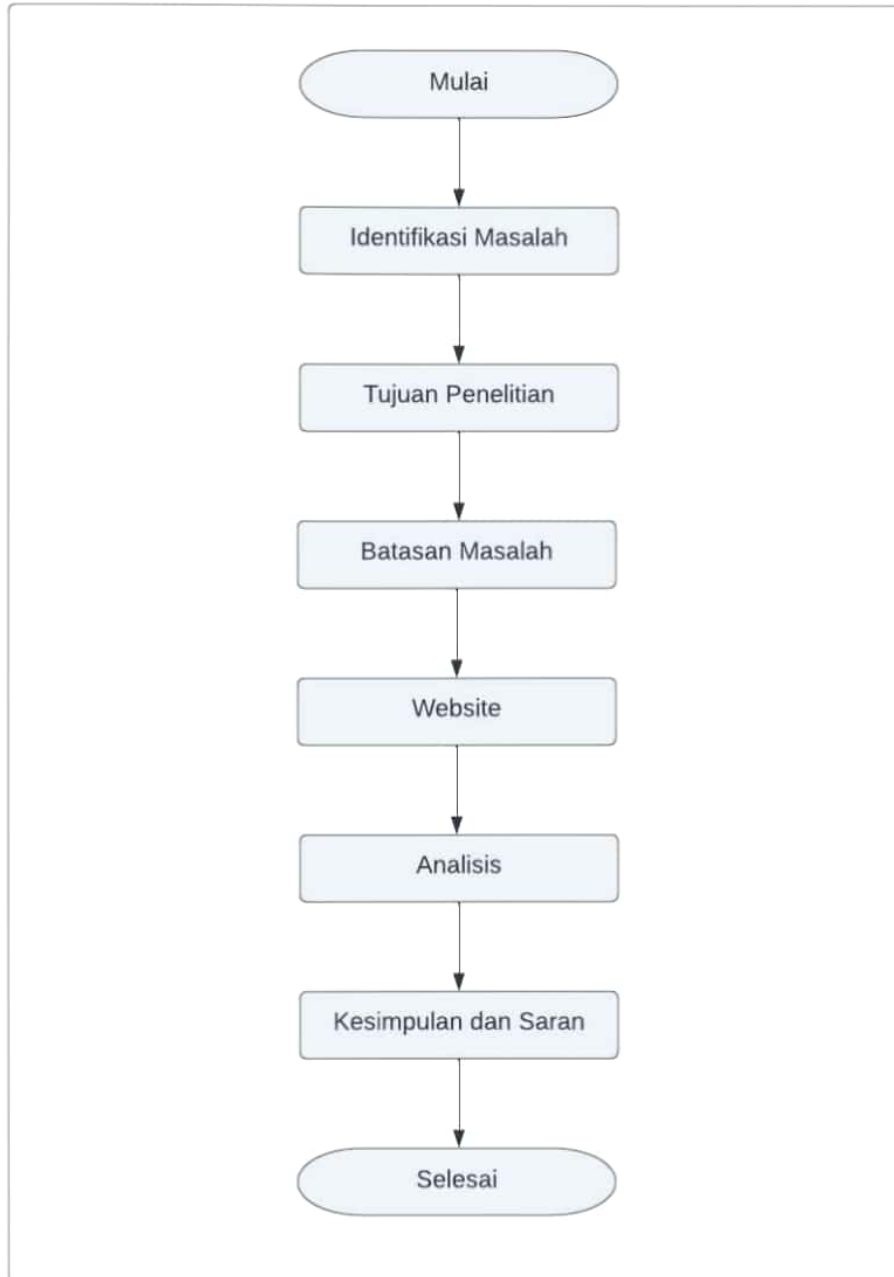 Mulai
Identifikasi Masalah
Tujuan Penelitian
Batasan Masalah
Website
Analisis
Kesimpulan dan Saran
Selesai